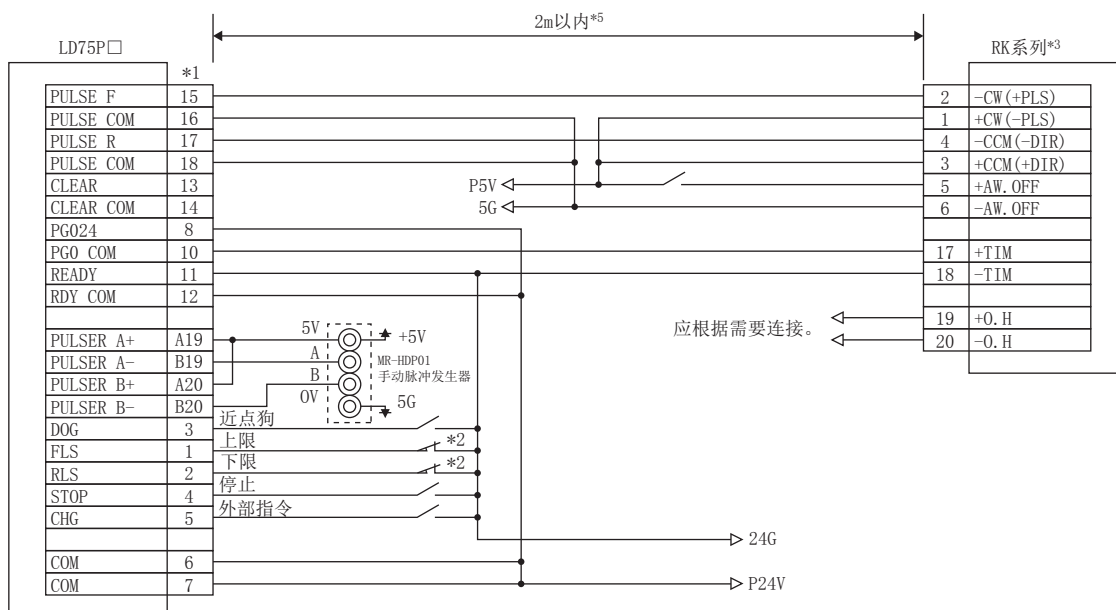 2m以内*5
LD75P□
RK系列*3
*1
PULSE F 15
PULSE COM 16
PULSE R 17
PULSE COM 18
CLEAR 13
CLEAR COM 14
PG024 8
PG0 COM 10
READY 11
RDY COM 12
PULSER A+ A19
PULSER A- B19
PULSER B+ A20
PULSER B- B20
DOG 3
FLS 1
RLS 2
STOP 4
CHG 5
COM 6
COM 7
2 -CW(+PLS)
1 +CW(-PLS)
4 -CCM(-DIR)
3 +CCM(+DIR)
5 +AW.OFF
6 -AW.OFF
17 +TIM
18 -TIM
19 +O.H
20 -O.H
P5V
5G
应根据需要连接。
5V
A
B
0V
+5V
MR-HDP01
手动脉冲发生器
5G
近点狗
上限 *2
下限 *2
停止
外部指令
24G
P24V